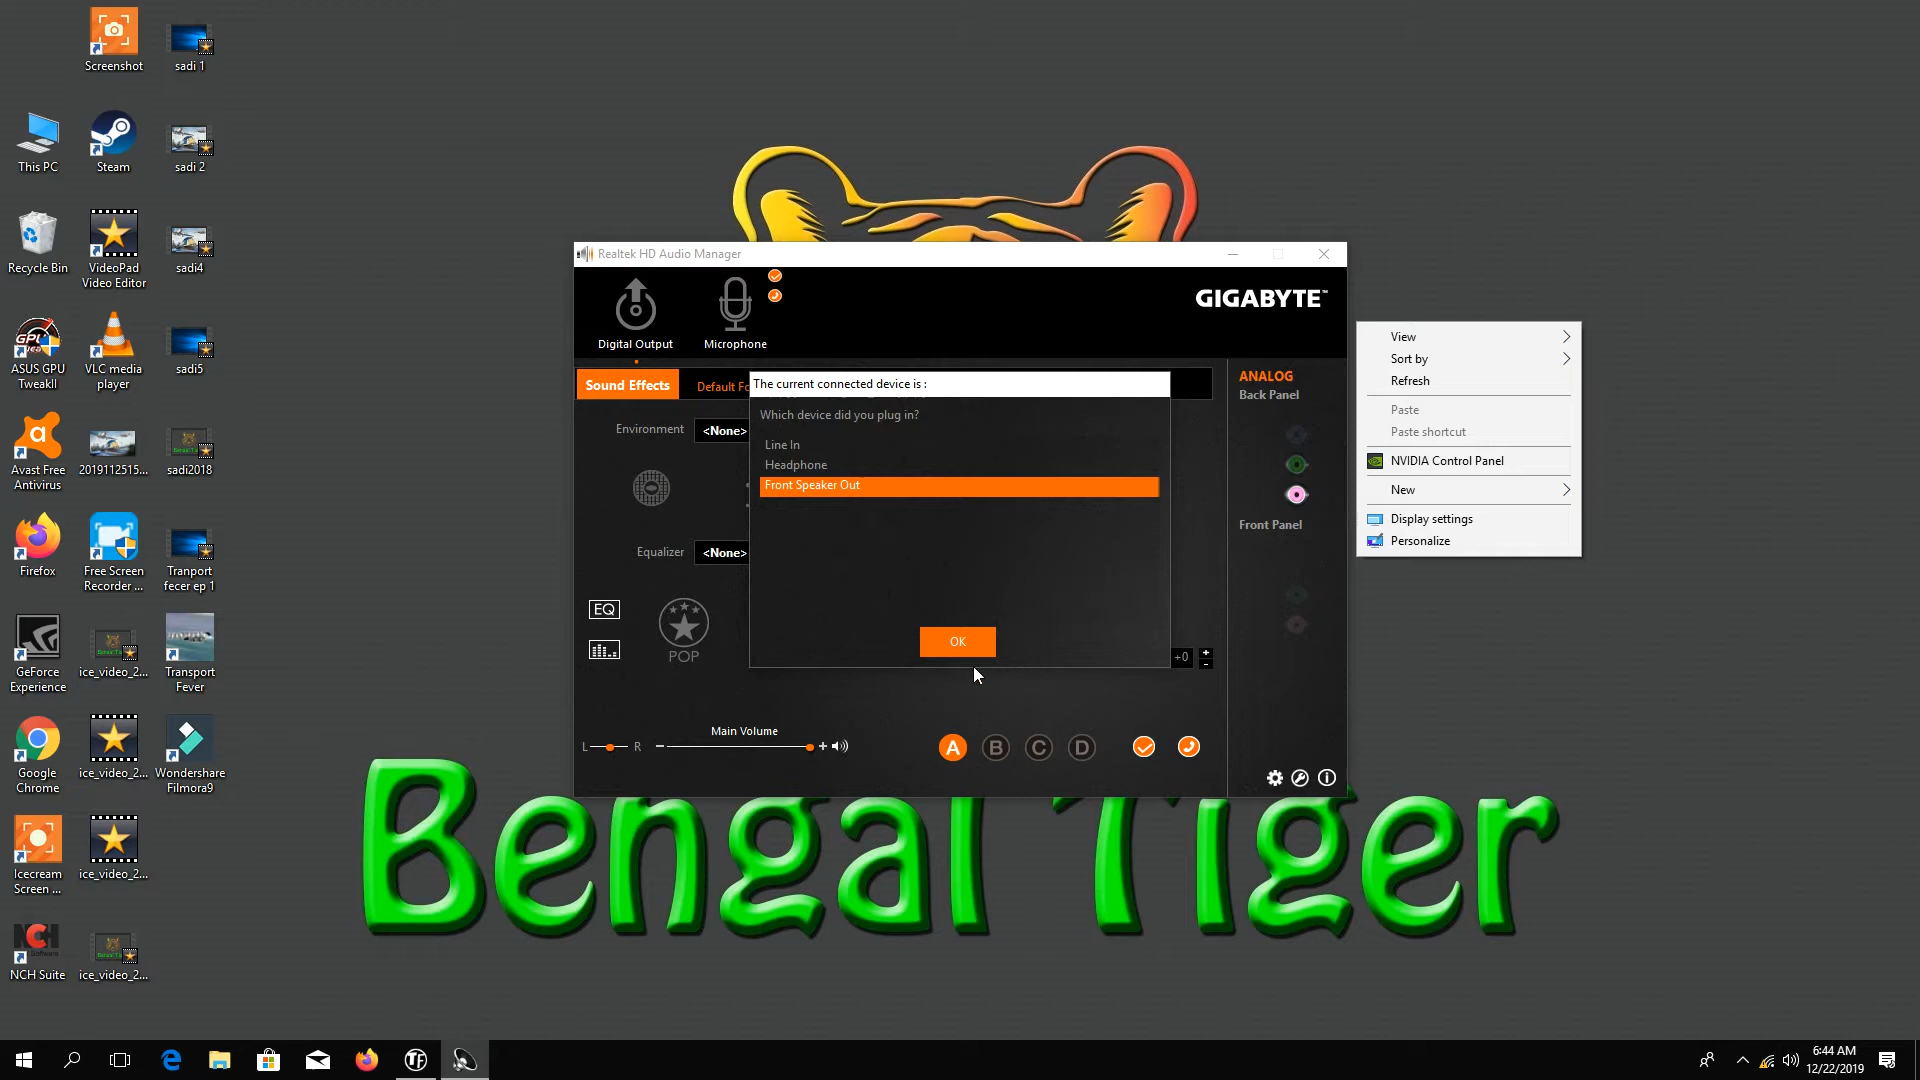 Screenshot
sadi 1
This PC
Steam
sadi 2
Recycle Bin
VideoPad
Video Editor
sadi4
ASUS GPU
TweakII
VLC media
player
sadi5
Avast Free
Antivirus
2019112515...
sadi2018
Firefox
Free Screen
Recorder ...
Tranport
fecer ep 1
GeForce
Experience
ice_video_2...
Transport
Fever
Google
Chrome
ice_video_2...
Wondershare
Filmora9
Icecream
Screen ...
ice_video_2...
NCH
Software
NCH Suite
ice_video_2...
Realtek HD Audio Manager
Digital Output
Microphone
GIGABYTE™
Sound Effects
Default Fo
The current connected device is :
Which device did you plug in?
Line In
Headphone
Front Speaker Out
OK
Environment
<None>
Equalizer
<None>
EQ
POP
+0
+
-
Main Volume
L
R
−
+
A
B
C
D
ANALOG
Back Panel
Front Panel
View
Sort by
Refresh
Paste
Paste shortcut
NVIDIA Control Panel
New
Display settings
Personalize
Bengal Tiger
6:44 AM
12/22/2019